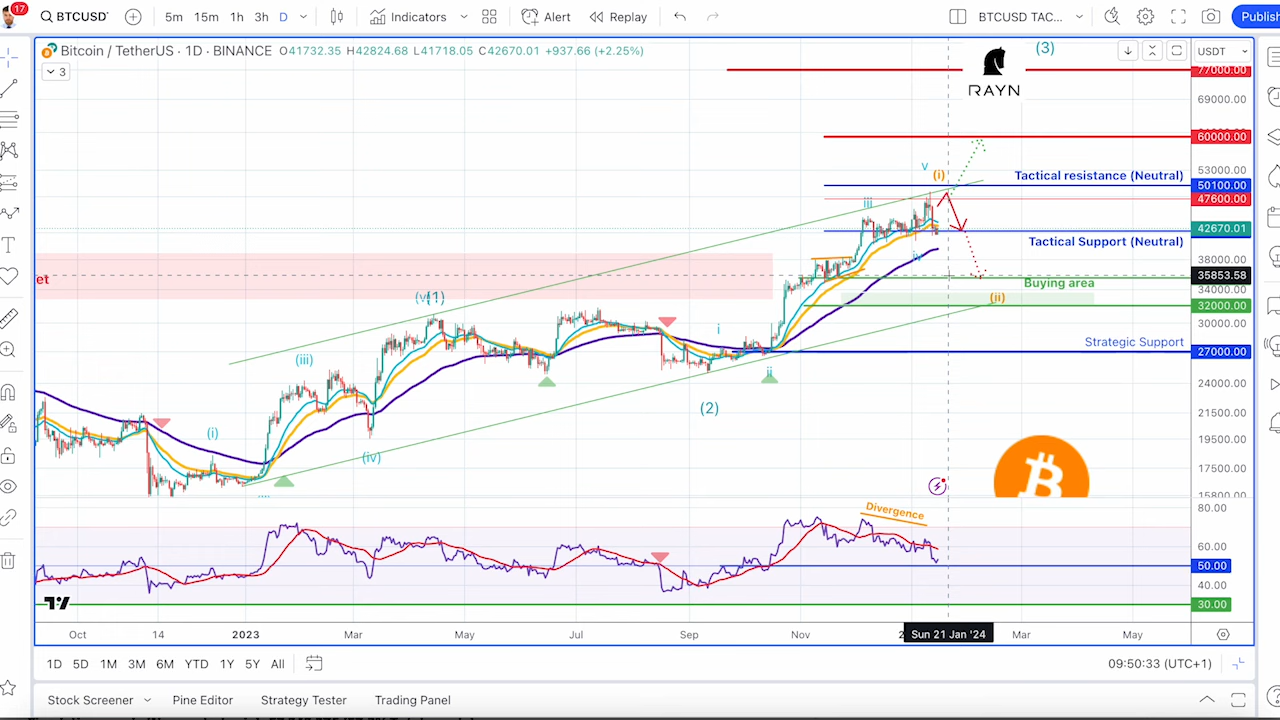 17
BTCUSD
5m 15m 1h 3h D
Indicators
Alert
Replay
BTCUSD TAC...
Publish
Bitcoin / TetherUS · 1D · BINANCE O41732.35 H42824.68 L41718.05 C42670.01 +937.66 (+2.25%)
3
USDT
(3)
RAYN
77000.00
69000.00
60000.00
v
(i)
53000.00
Tactical resistance (Neutral)
50100.00
47600.00
iii
42670.01
Tactical Support (Neutral)
iv
38000.00
et
35853.58
Buying area
34000.00
(ii)
(v)
(1)
32000.00
30000.00
i
Strategic Support
27000.00
(iii)
ii
24000.00
(2)
21500.00
(i)
19500.00
(iv)
17500.00
15800.00
Divergence
80.00
60.00
50.00
40.00
30.00
Oct 14 2023 Mar May Jul Sep Nov
Sun 21 Jan '24
Mar May
1D 5D 1M 3M 6M YTD 1Y 5Y All
09:50:33 (UTC+1)
Stock Screener
Pine Editor
Strategy Tester
Trading Panel